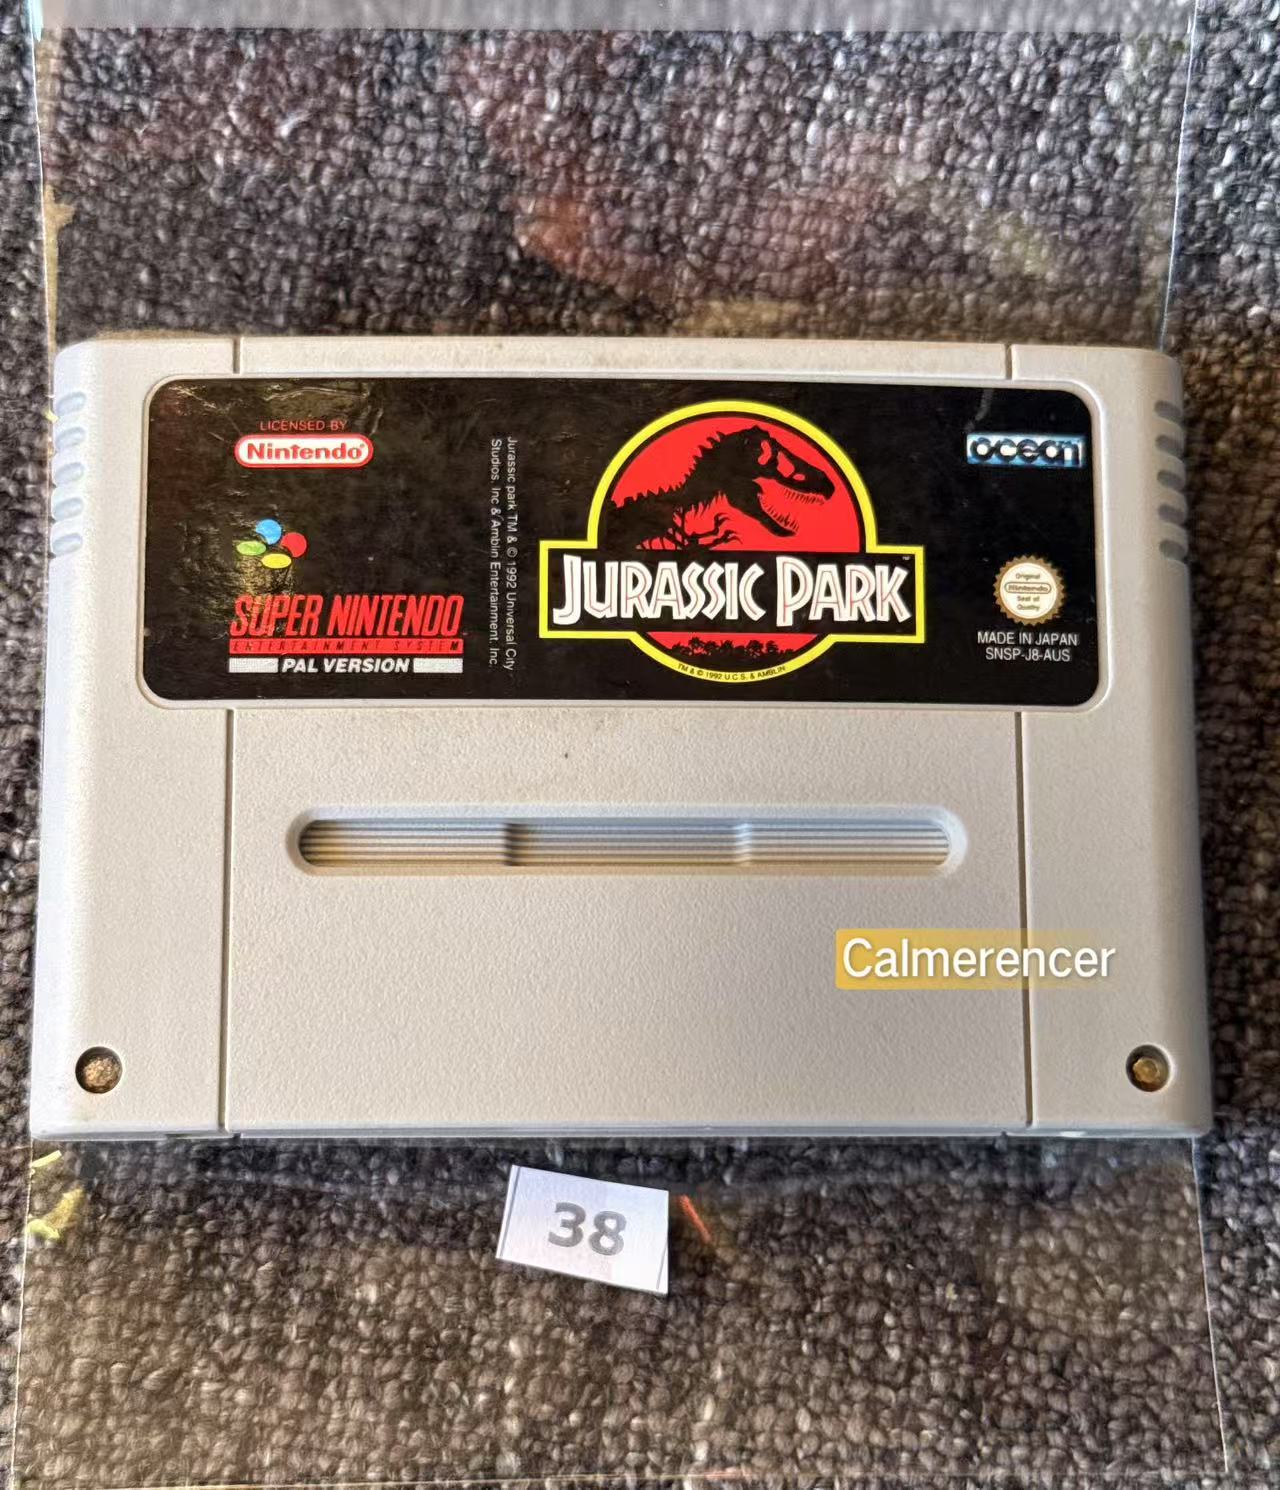 LICENSED BY
Nintendo
SUPER NINTENDO
ENTERTAINMENT SYSTEM
PAL VERSION
Jurassic park TM & © 1992 Universal City
Studios, Inc & Amblin Entertainment, Inc.
JURASSIC PARK
TM
TM & © 1992 U.C.S. & AMBLIN
ocean
Original
Nintendo
Seal of
Quality
MADE IN JAPAN
SNSP-J8-AUS
Calmerencer
38